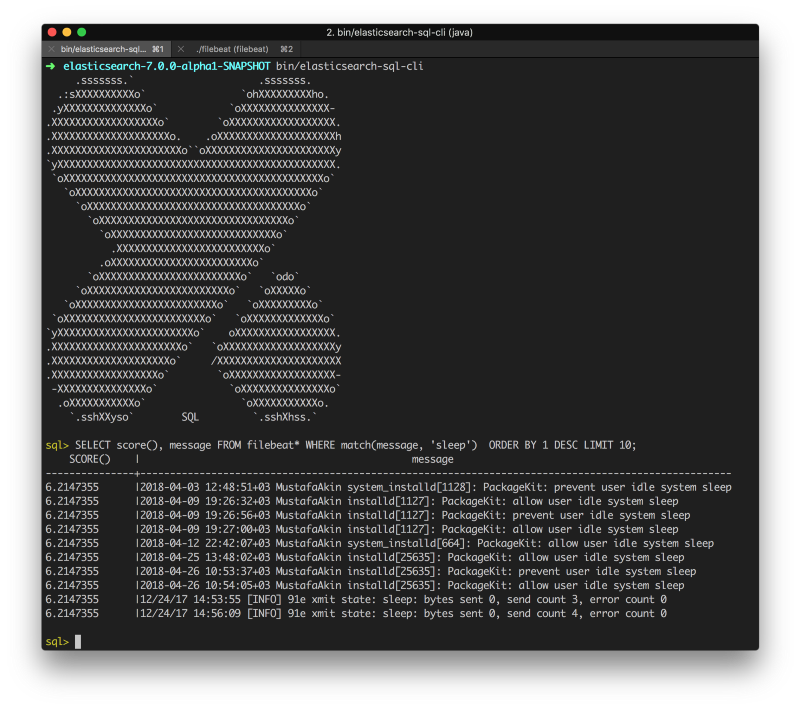 2. bin/elasticsearch-sql-cli (java)
bin/elasticsearch-sql... ⌘1 ./filebeat (filebeat) ⌘2
➜ elasticsearch-7.0.0-alpha1-SNAPSHOT bin/elasticsearch-sql-cli
.sssssss.` .sssssss.
.:sXXXXXXXXXXo` `ohXXXXXXXXXho.
.yXXXXXXXXXXXXXXo` `oXXXXXXXXXXXXXXX-
.XXXXXXXXXXXXXXXXXXo` `oXXXXXXXXXXXXXXXXXX.
.XXXXXXXXXXXXXXXXXXXXo. .oXXXXXXXXXXXXXXXXXXXXh
.XXXXXXXXXXXXXXXXXXXXXXo``oXXXXXXXXXXXXXXXXXXXXXXy
`yXXXXXXXXXXXXXXXXXXXXXXXXXXXXXXXXXXXXXXXXXXXXXXX.
`oXXXXXXXXXXXXXXXXXXXXXXXXXXXXXXXXXXXXXXXXXXXo`
`oXXXXXXXXXXXXXXXXXXXXXXXXXXXXXXXXXXXXXXXo`
`oXXXXXXXXXXXXXXXXXXXXXXXXXXXXXXXXXXXo`
`oXXXXXXXXXXXXXXXXXXXXXXXXXXXXXXXo`
`oXXXXXXXXXXXXXXXXXXXXXXXXXXXo`
.XXXXXXXXXXXXXXXXXXXXXXXXXo`
.oXXXXXXXXXXXXXXXXXXXXXXXXo`
`oXXXXXXXXXXXXXXXXXXXXXXXXo` `odo`
`oXXXXXXXXXXXXXXXXXXXXXXXXo` `oXXXXo`
`oXXXXXXXXXXXXXXXXXXXXXXXXo` `oXXXXXXXXo`
`oXXXXXXXXXXXXXXXXXXXXXXXXo` `oXXXXXXXXXXXXo`
`yXXXXXXXXXXXXXXXXXXXXXXXo` oXXXXXXXXXXXXXXXXX.
.XXXXXXXXXXXXXXXXXXXXXXo` `oXXXXXXXXXXXXXXXXXXXy
.XXXXXXXXXXXXXXXXXXXXo` /XXXXXXXXXXXXXXXXXXXXX
.XXXXXXXXXXXXXXXXXXo` `oXXXXXXXXXXXXXXXXXX-
-XXXXXXXXXXXXXXXo` `oXXXXXXXXXXXXXXXo`
.oXXXXXXXXXXXo` `oXXXXXXXXXXXo.
`.sshXXyso` SQL `.sshXhss.`
sql> SELECT score(), message FROM filebeat* WHERE match(message, 'sleep') ORDER BY 1 DESC LIMIT 10;
SCORE() | message
---------------+---------------------------------------------------------------------------------------------------
6.2147355 |2018-04-03 12:48:51+03 MustafaAkin system_installd[1128]: PackageKit: prevent user idle system sleep
6.2147355 |2018-04-09 19:26:32+03 MustafaAkin installd[1127]: PackageKit: allow user idle system sleep
6.2147355 |2018-04-09 19:26:56+03 MustafaAkin installd[1127]: PackageKit: prevent user idle system sleep
6.2147355 |2018-04-09 19:27:00+03 MustafaAkin installd[1127]: PackageKit: allow user idle system sleep
6.2147355 |2018-04-12 22:42:07+03 MustafaAkin system_installd[664]: PackageKit: allow user idle system sleep
6.2147355 |2018-04-25 13:48:02+03 MustafaAkin installd[25635]: PackageKit: allow user idle system sleep
6.2147355 |2018-04-26 10:53:37+03 MustafaAkin installd[25635]: PackageKit: prevent user idle system sleep
6.2147355 |2018-04-26 10:54:05+03 MustafaAkin installd[25635]: PackageKit: allow user idle system sleep
6.2147355 |12/24/17 14:53:55 [INFO] 91e xmit state: sleep: bytes sent 0, send count 3, error count 0
6.2147355 |12/24/17 14:56:09 [INFO] 91e xmit state: sleep: bytes sent 0, send count 4, error count 0
sql>